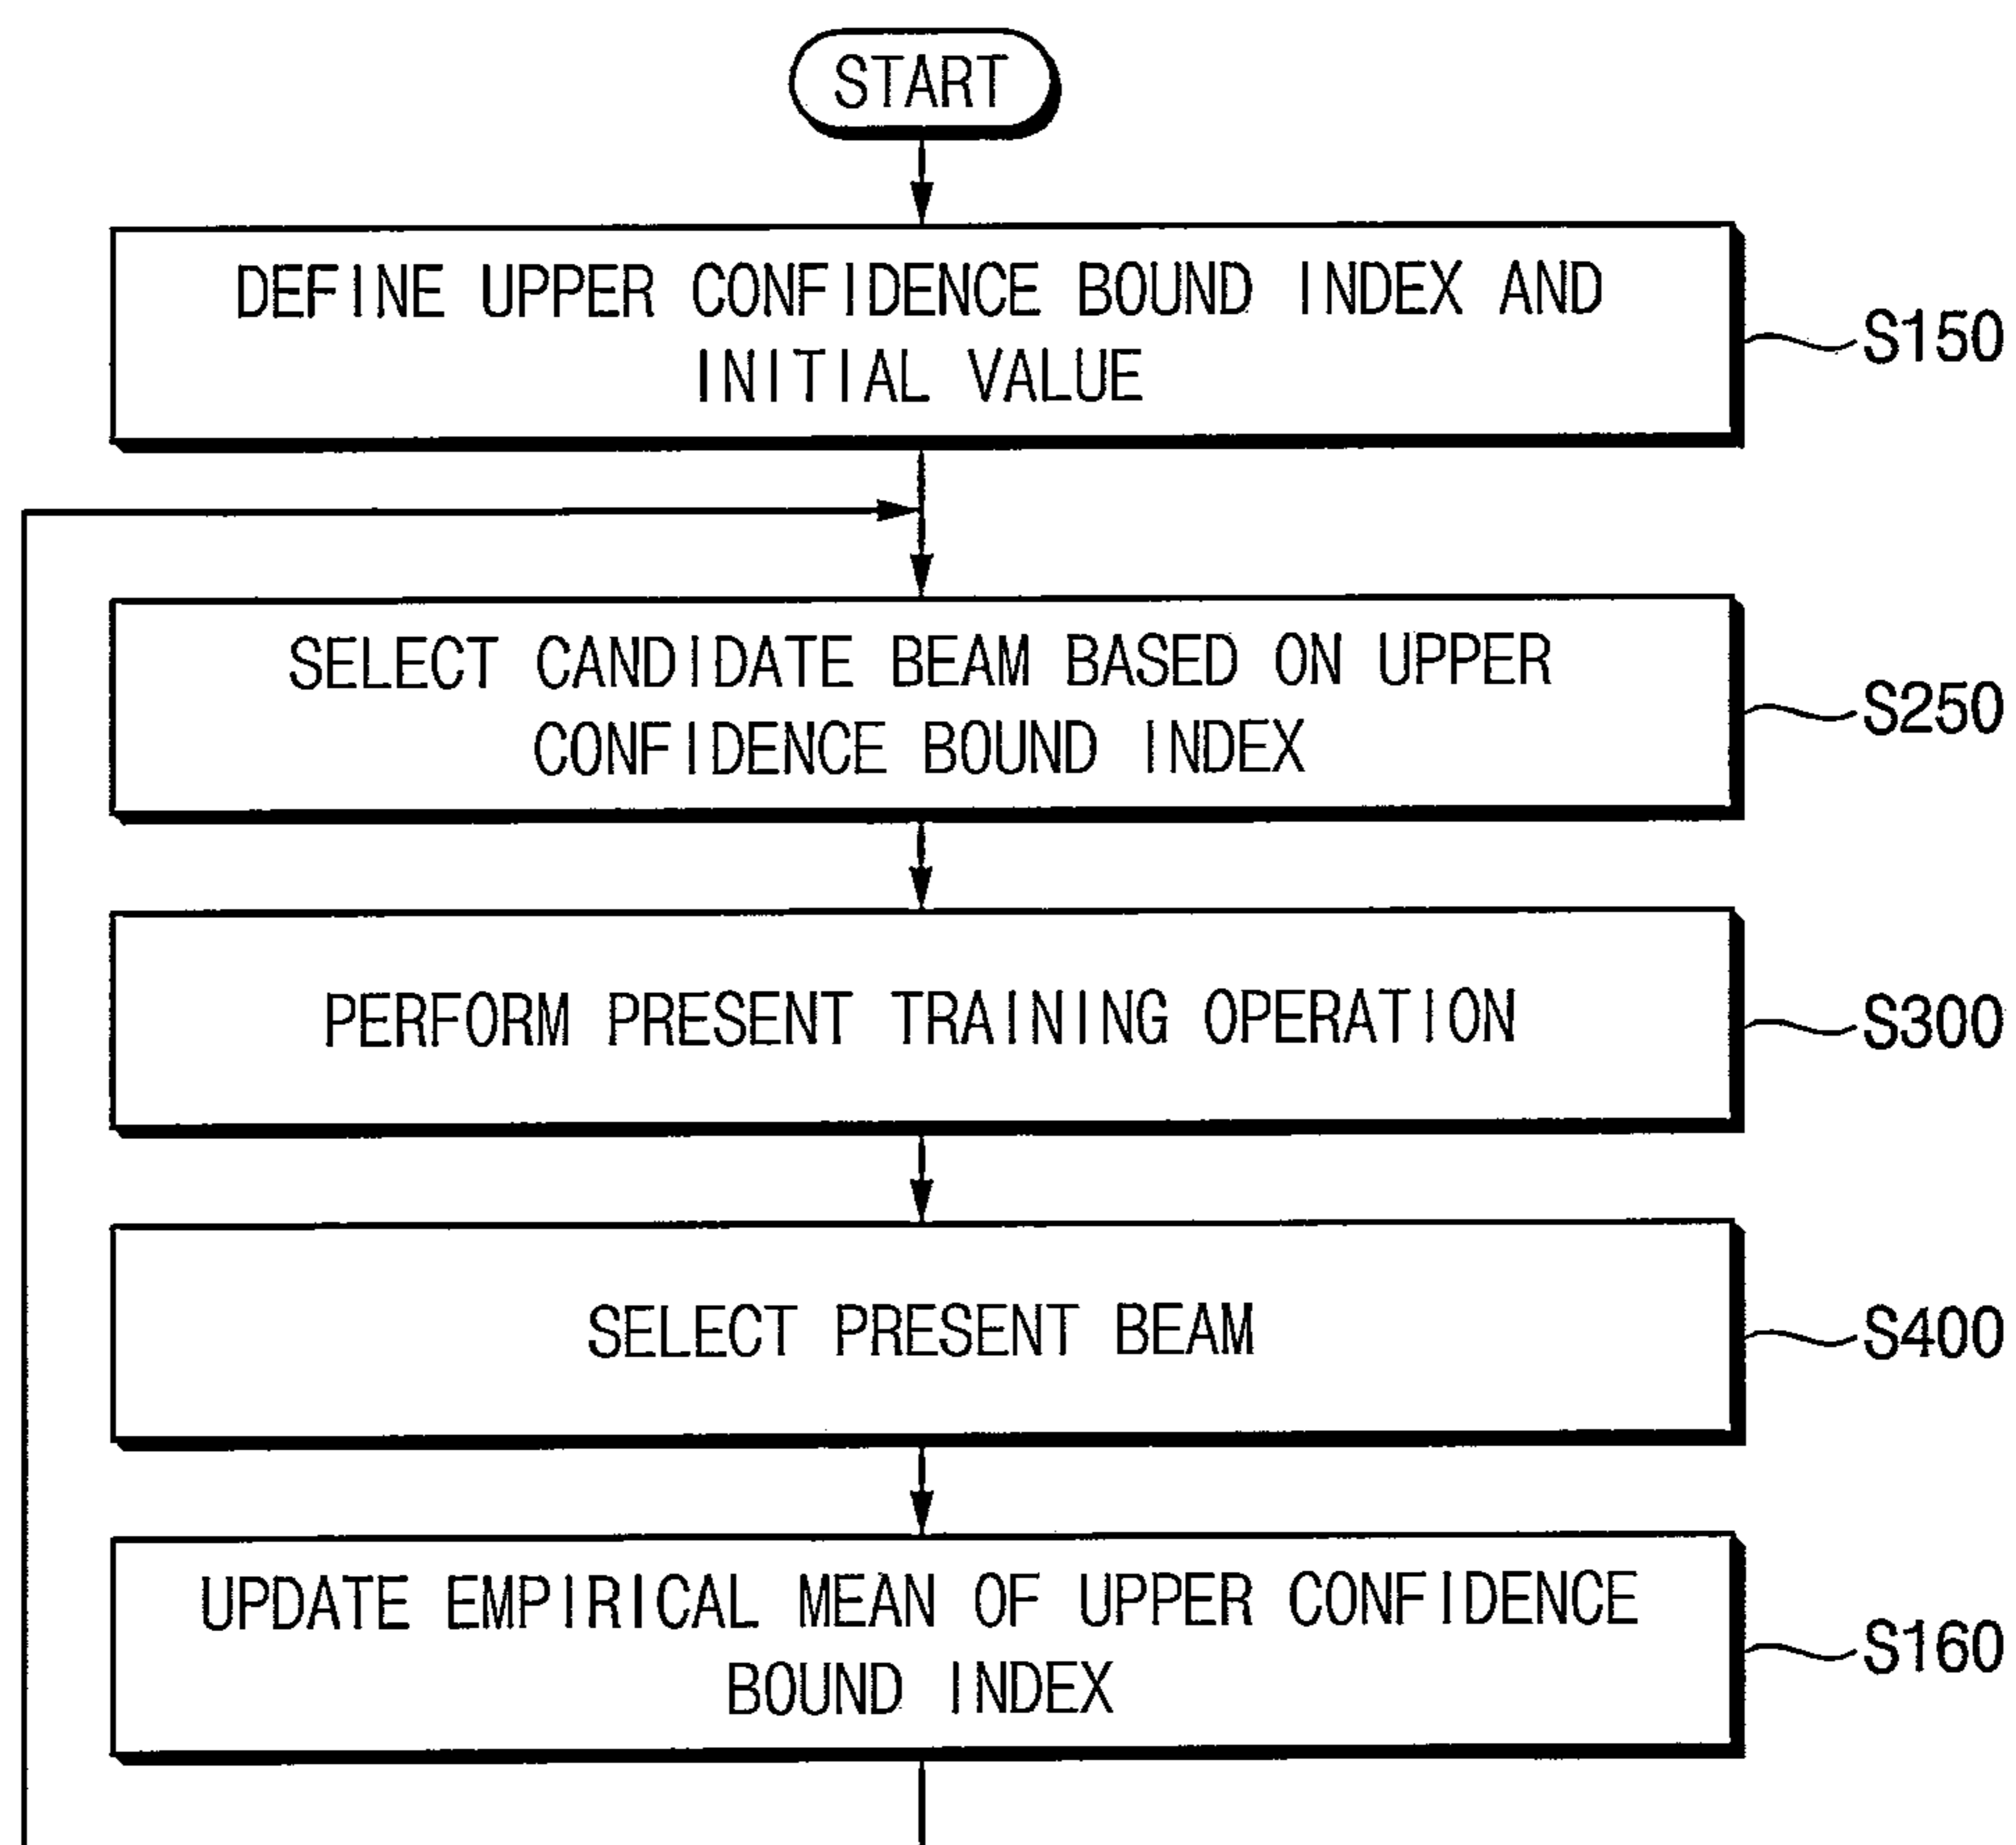 START
DEFINE UPPER CONFIDENCE BOUND INDEX AND
INITIAL VALUE
S150
SELECT CANDIDATE BEAM BASED ON UPPER
CONFIDENCE BOUND INDEX
S250
PERFORM PRESENT TRAINING OPERATION
S300
SELECT PRESENT BEAM
S400
UPDATE EMPIRICAL MEAN OF UPPER CONFIDENCE
BOUND INDEX
S160